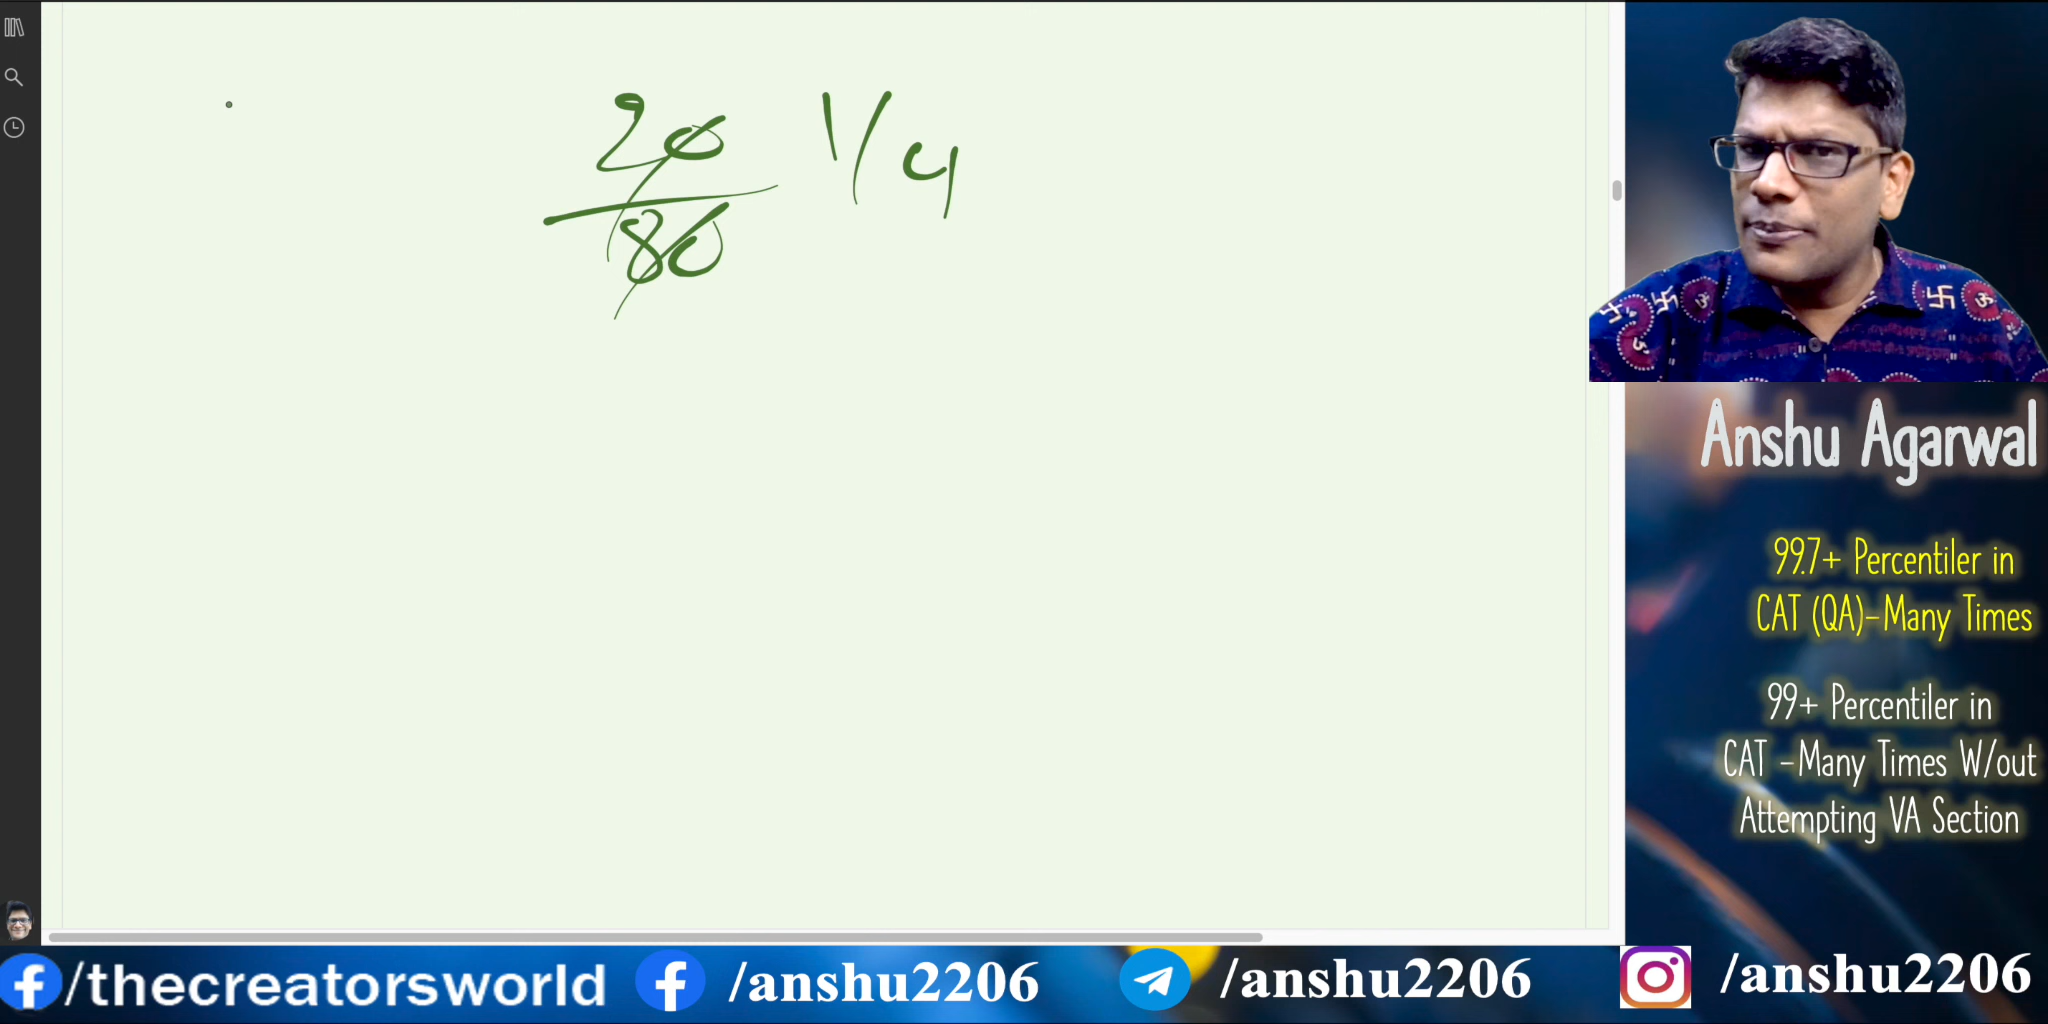 20 1/4
80
Anshu Agarwal
99.7+ Percentiler in
CAT (QA)-Many Times
99+ Percentiler in
CAT -Many Times W/out
Attempting VA Section
/thecreatorsworld /anshu2206 /anshu2206 /anshu2206